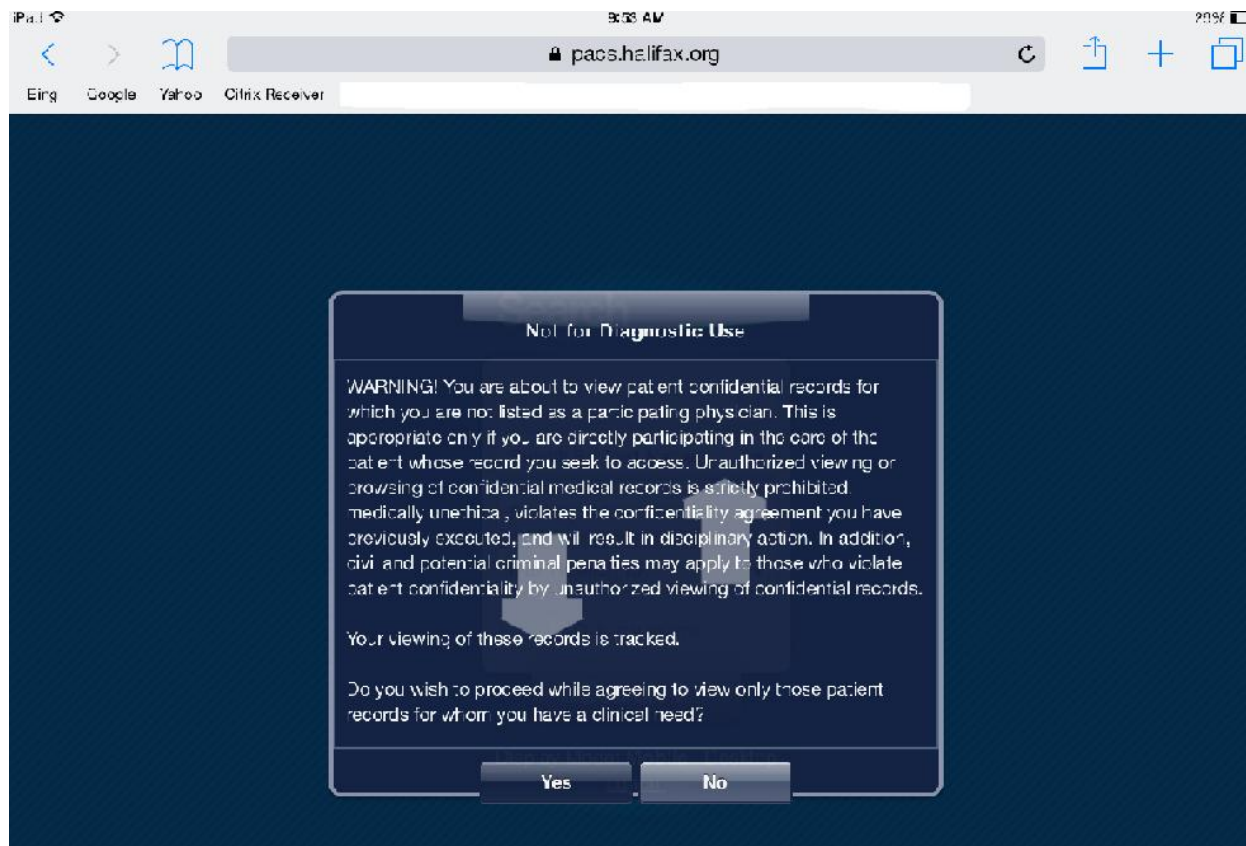 iPad
9:53 AM
29%
pacs.halifax.org
Bing Google Yahoo Citrix Receiver
Search
Not for Diagnostic Use
WARNING! You are about to view patient confidential records for
which you are not listed as a participating physician. This is
appropriate only if you are directly participating in the care of the
patient whose record you seek to access. Unauthorized viewing or
browsing of confidential medical records is strictly prohibited,
medically unethical, violates the confidentiality agreement you have
previously executed, and will result in disciplinary action. In addition,
civil and potential criminal penalties may apply to those who violate
patient confidentiality by unauthorized viewing of confidential records.
Your viewing of these records is tracked.
Do you wish to proceed while agreeing to view only those patient
records for whom you have a clinical need?
Yes No